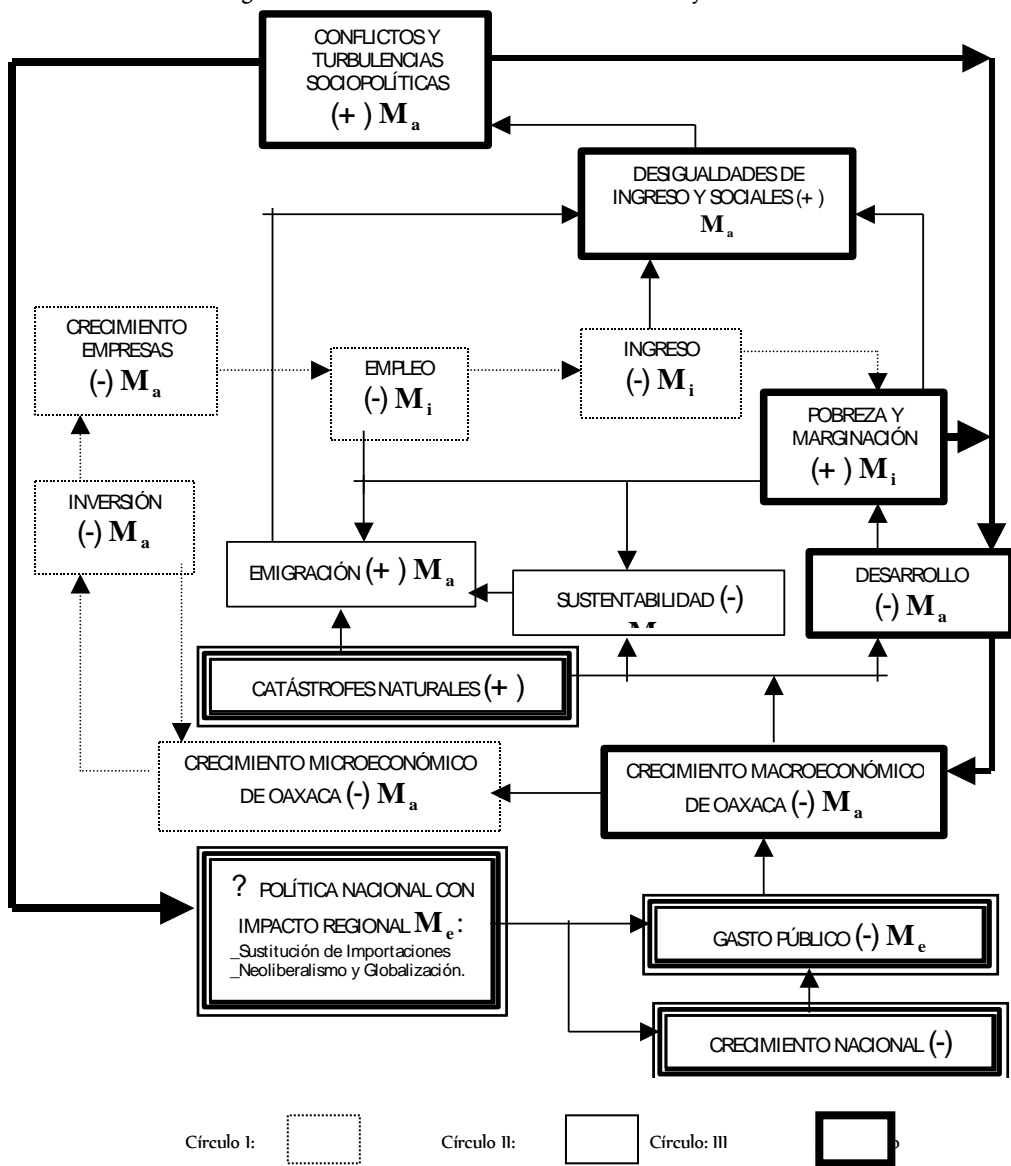 CONFLICTOS Y
TURBULENCIAS
SOCIOPOLÍTICAS
(+ ) Ma
DESIGUALDADES DE
INGRESO Y SOCIALES (+ )
Ma
CRECIMIENTO
EMPRESAS
(-) Ma
EMPLEO
(-) Mi
INGRESO
(-) Mi
POBREZA Y
MARGINACIÓN
(+ ) Mi
INVERSIÓN
(-) Ma
EMIGRACIÓN (+ ) Ma
SUSTENTABILIDAD (-)
DESARROLLO
(-) Ma
CATÁSTROFES NATURALES (+ )
CRECIMIENTO MICROECONÓMICO
DE OAXACA (-) Ma
CRECIMIENTO MACROECONÓMICO
DE OAXACA (-) Ma
? POLÍTICA NACIONAL CON
IMPACTO REGIONAL Me:
_Sustitución de Importaciones
_Neoliberalismo y Globalización.
GASTO PÚBLICO (-) Me
CRECIMIENTO NACIONAL (-)
Círculo I: Círculo II: Círculo: III